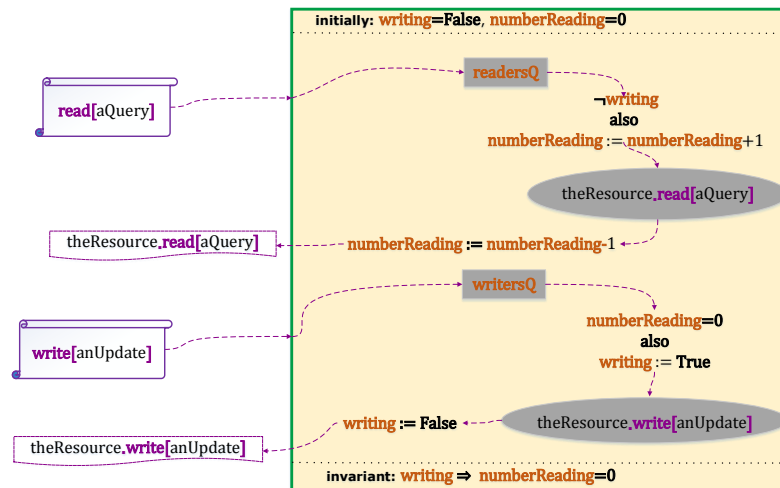 initially: writing=False, numberReading=0
readersQ
read[aQuery]
¬writing
also
numberReading := numberReading+1
theResource.read[aQuery]
theResource.read[aQuery]
numberReading := numberReading-1
writersQ
numberReading=0
also
writing := True
write[anUpdate]
theResource.write[anUpdate]
writing := False
theResource.write[anUpdate]
invariant: writing ⇒ numberReading=0